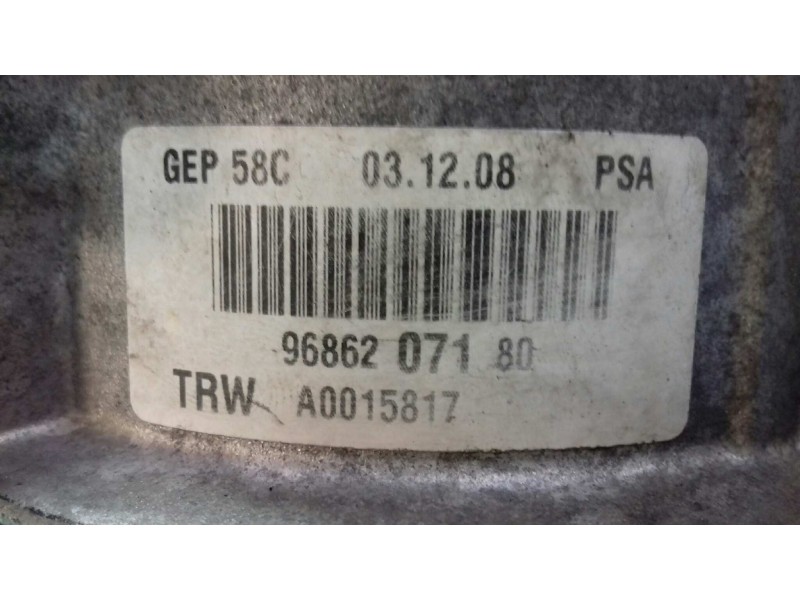 GEP 58C 03.12.08 PSA
96862 071 80
TRW A0015817